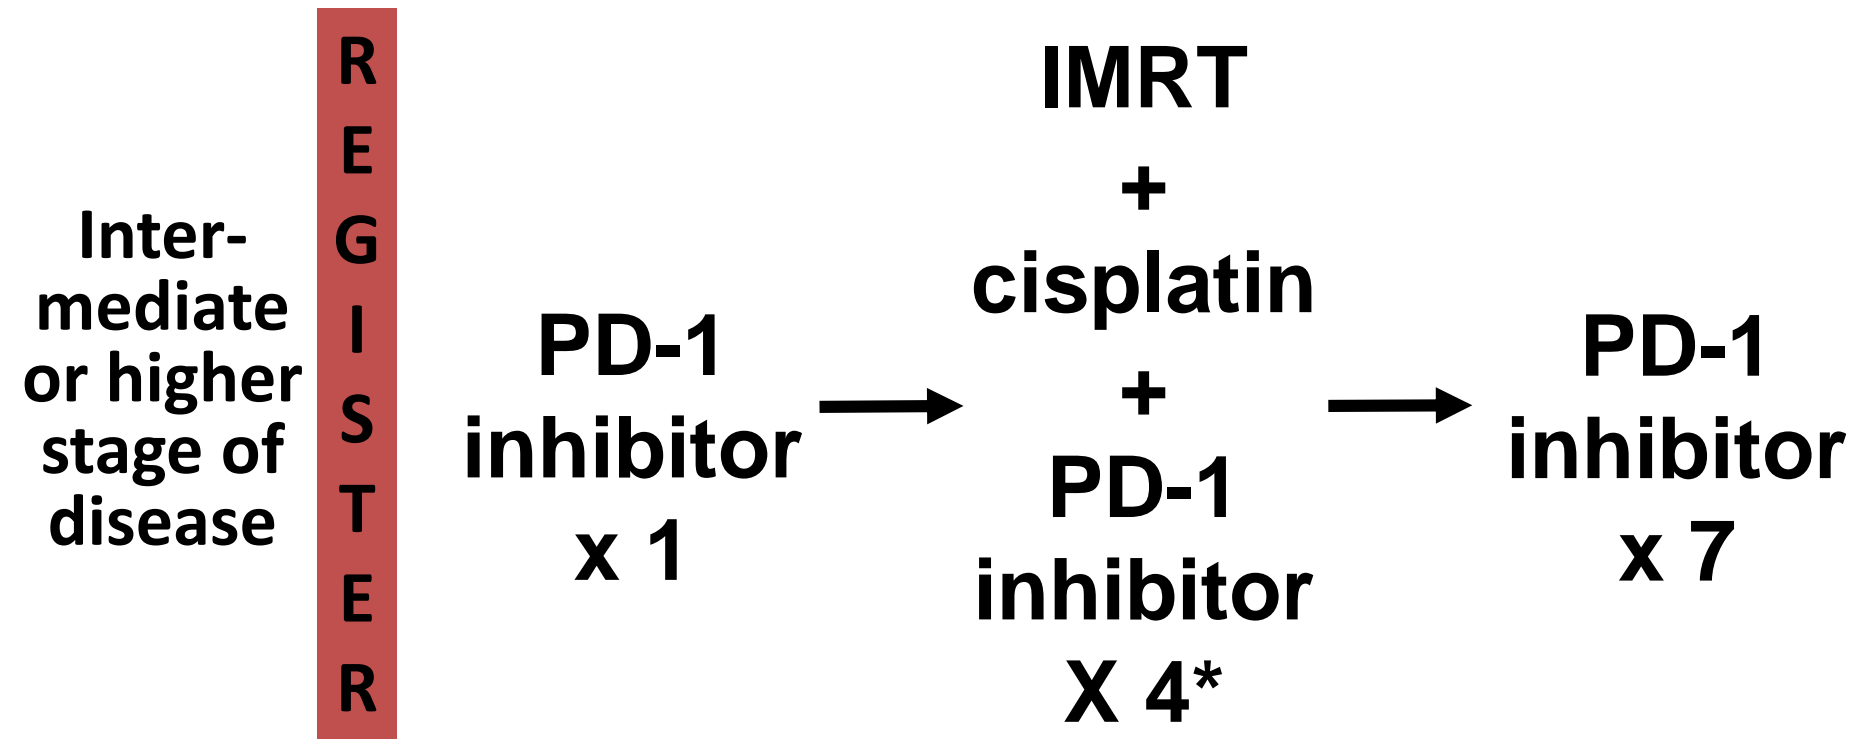 Inter-
mediate
or higher
stage of
disease
R
E
G
I
S
T
E
R
PD-1
inhibitor
x 1
IMRT
+
cisplatin
+
PD-1
inhibitor
X 4*
PD-1
inhibitor
x 7